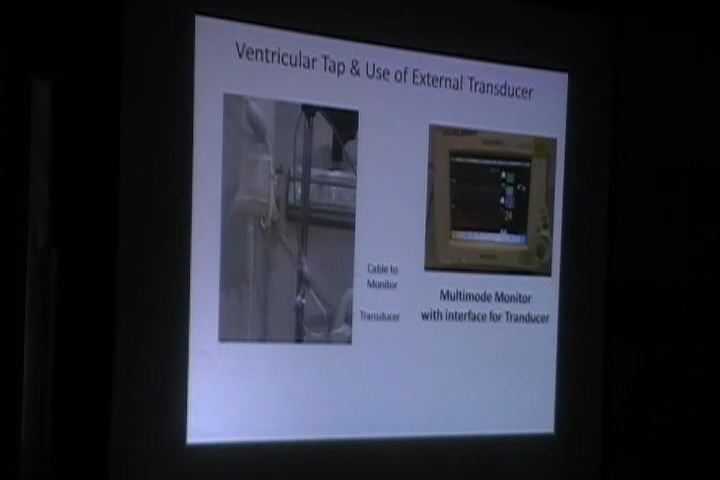 Ventricular Tap & Use of External Transducer
Cable to
Monitor
Transducer
Multimode Monitor
with interface for Tranducer